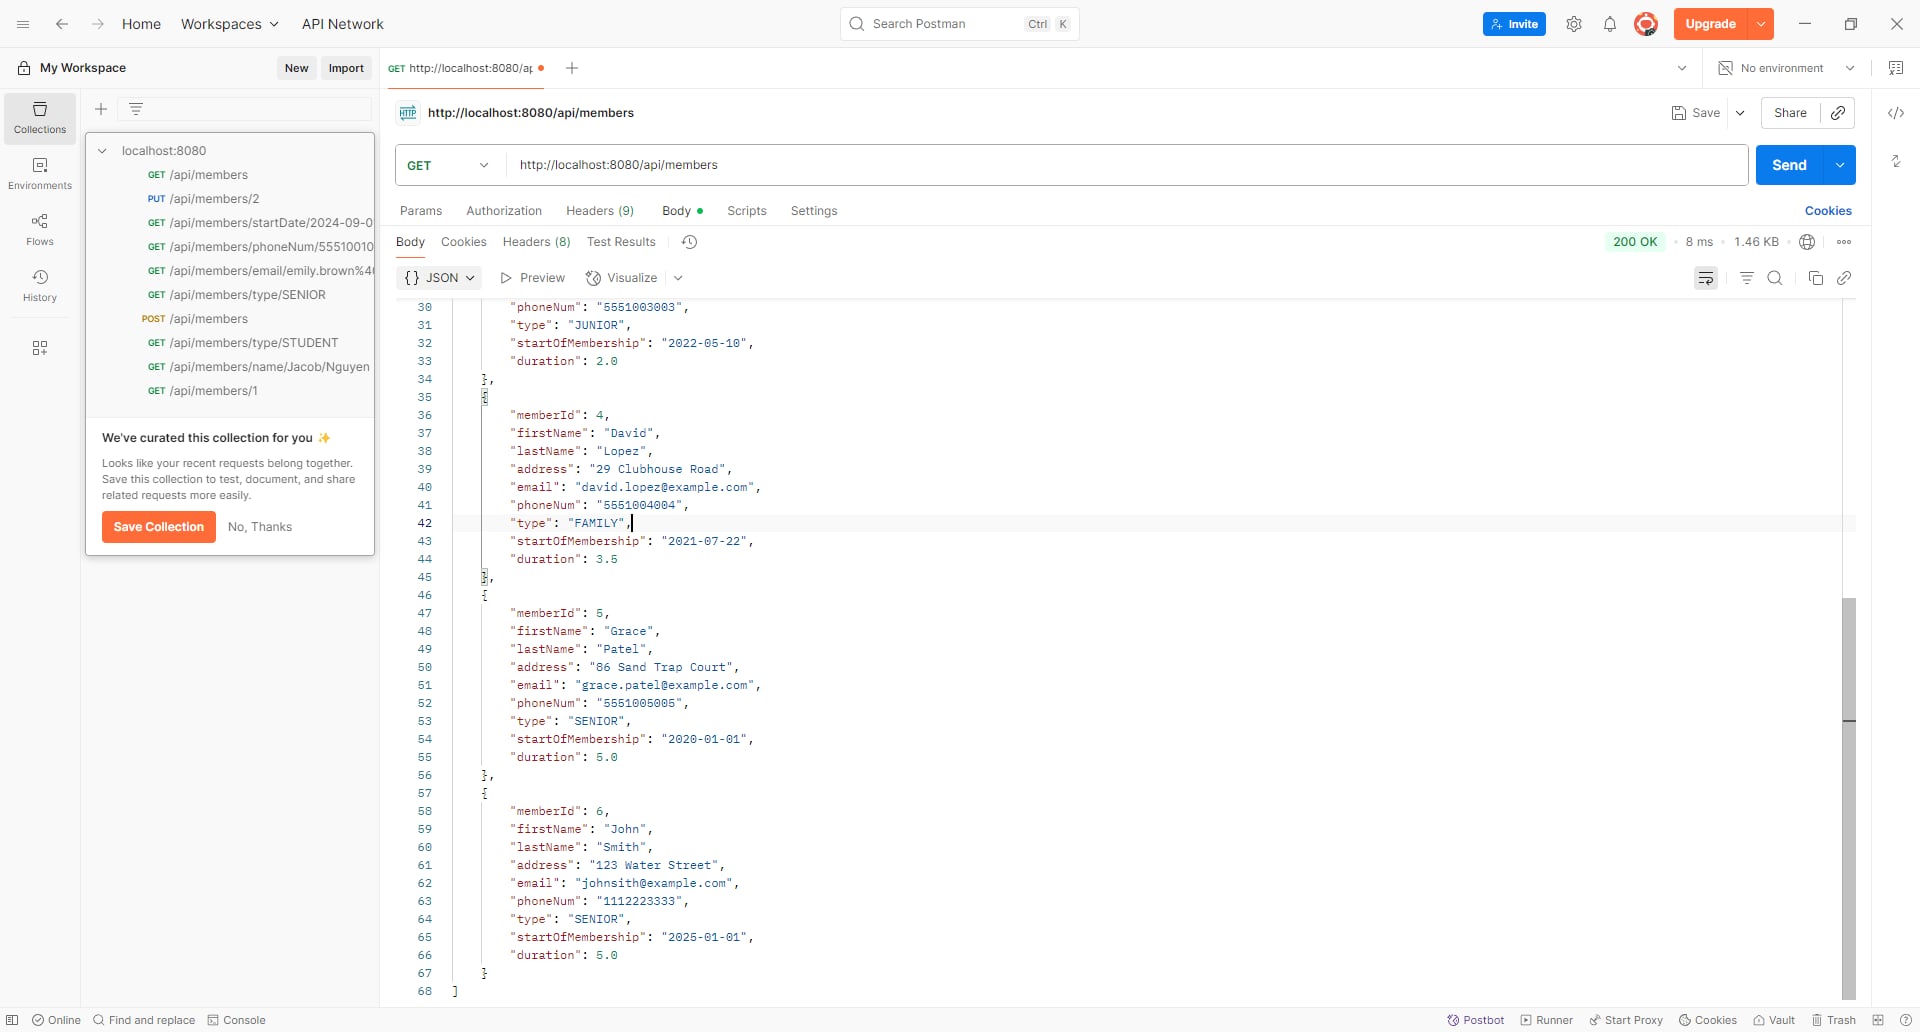 Home Workspaces API Network Search Postman Ctrl K Invite Upgrade
My Workspace New Import GET http://localhost:8080/ap No environment
http://localhost:8080/api/members Save Share
Collections
Environments
Flows
History
localhost:8080
GET /api/members
PUT /api/members/2
GET /api/members/startDate/2024-09-0
GET /api/members/phoneNum/55510010
GET /api/members/email/emily.brown%4
GET /api/members/type/SENIOR
POST /api/members
GET /api/members/type/STUDENT
GET /api/members/name/Jacob/Nguyen
GET /api/members/1
We've curated this collection for you ✨
Looks like your recent requests belong together.
Save this collection to test, document, and share
related requests more easily.
Save Collection No, Thanks
GET http://localhost:8080/api/members Send
Params Authorization Headers (9) Body Scripts Settings Cookies
Body Cookies Headers (8) Test Results 200 OK 8 ms 1.46 KB
{} JSON Preview Visualize
30 "phoneNum": "5551003003",
31 "type": "JUNIOR",
32 "startOfMembership": "2022-05-10",
33 "duration": 2.0
34 },
35 {
36 "memberId": 4,
37 "firstName": "David",
38 "lastName": "Lopez",
39 "address": "29 Clubhouse Road",
40 "email": "david.lopez@example.com",
41 "phoneNum": "5551004004",
42 "type": "FAMILY",
43 "startOfMembership": "2021-07-22",
44 "duration": 3.5
45 },
46 {
47 "memberId": 5,
48 "firstName": "Grace",
49 "lastName": "Patel",
50 "address": "86 Sand Trap Court",
51 "email": "grace.patel@example.com",
52 "phoneNum": "5551005005",
53 "type": "SENIOR",
54 "startOfMembership": "2020-01-01",
55 "duration": 5.0
56 },
57 {
58 "memberId": 6,
59 "firstName": "John",
60 "lastName": "Smith",
61 "address": "123 Water Street",
62 "email": "johnsith@example.com",
63 "phoneNum": "1112223333",
64 "type": "SENIOR",
65 "startOfMembership": "2025-01-01",
66 "duration": 5.0
67 }
68 ]
Online Find and replace Console Postbot Runner Start Proxy Cookies Vault Trash